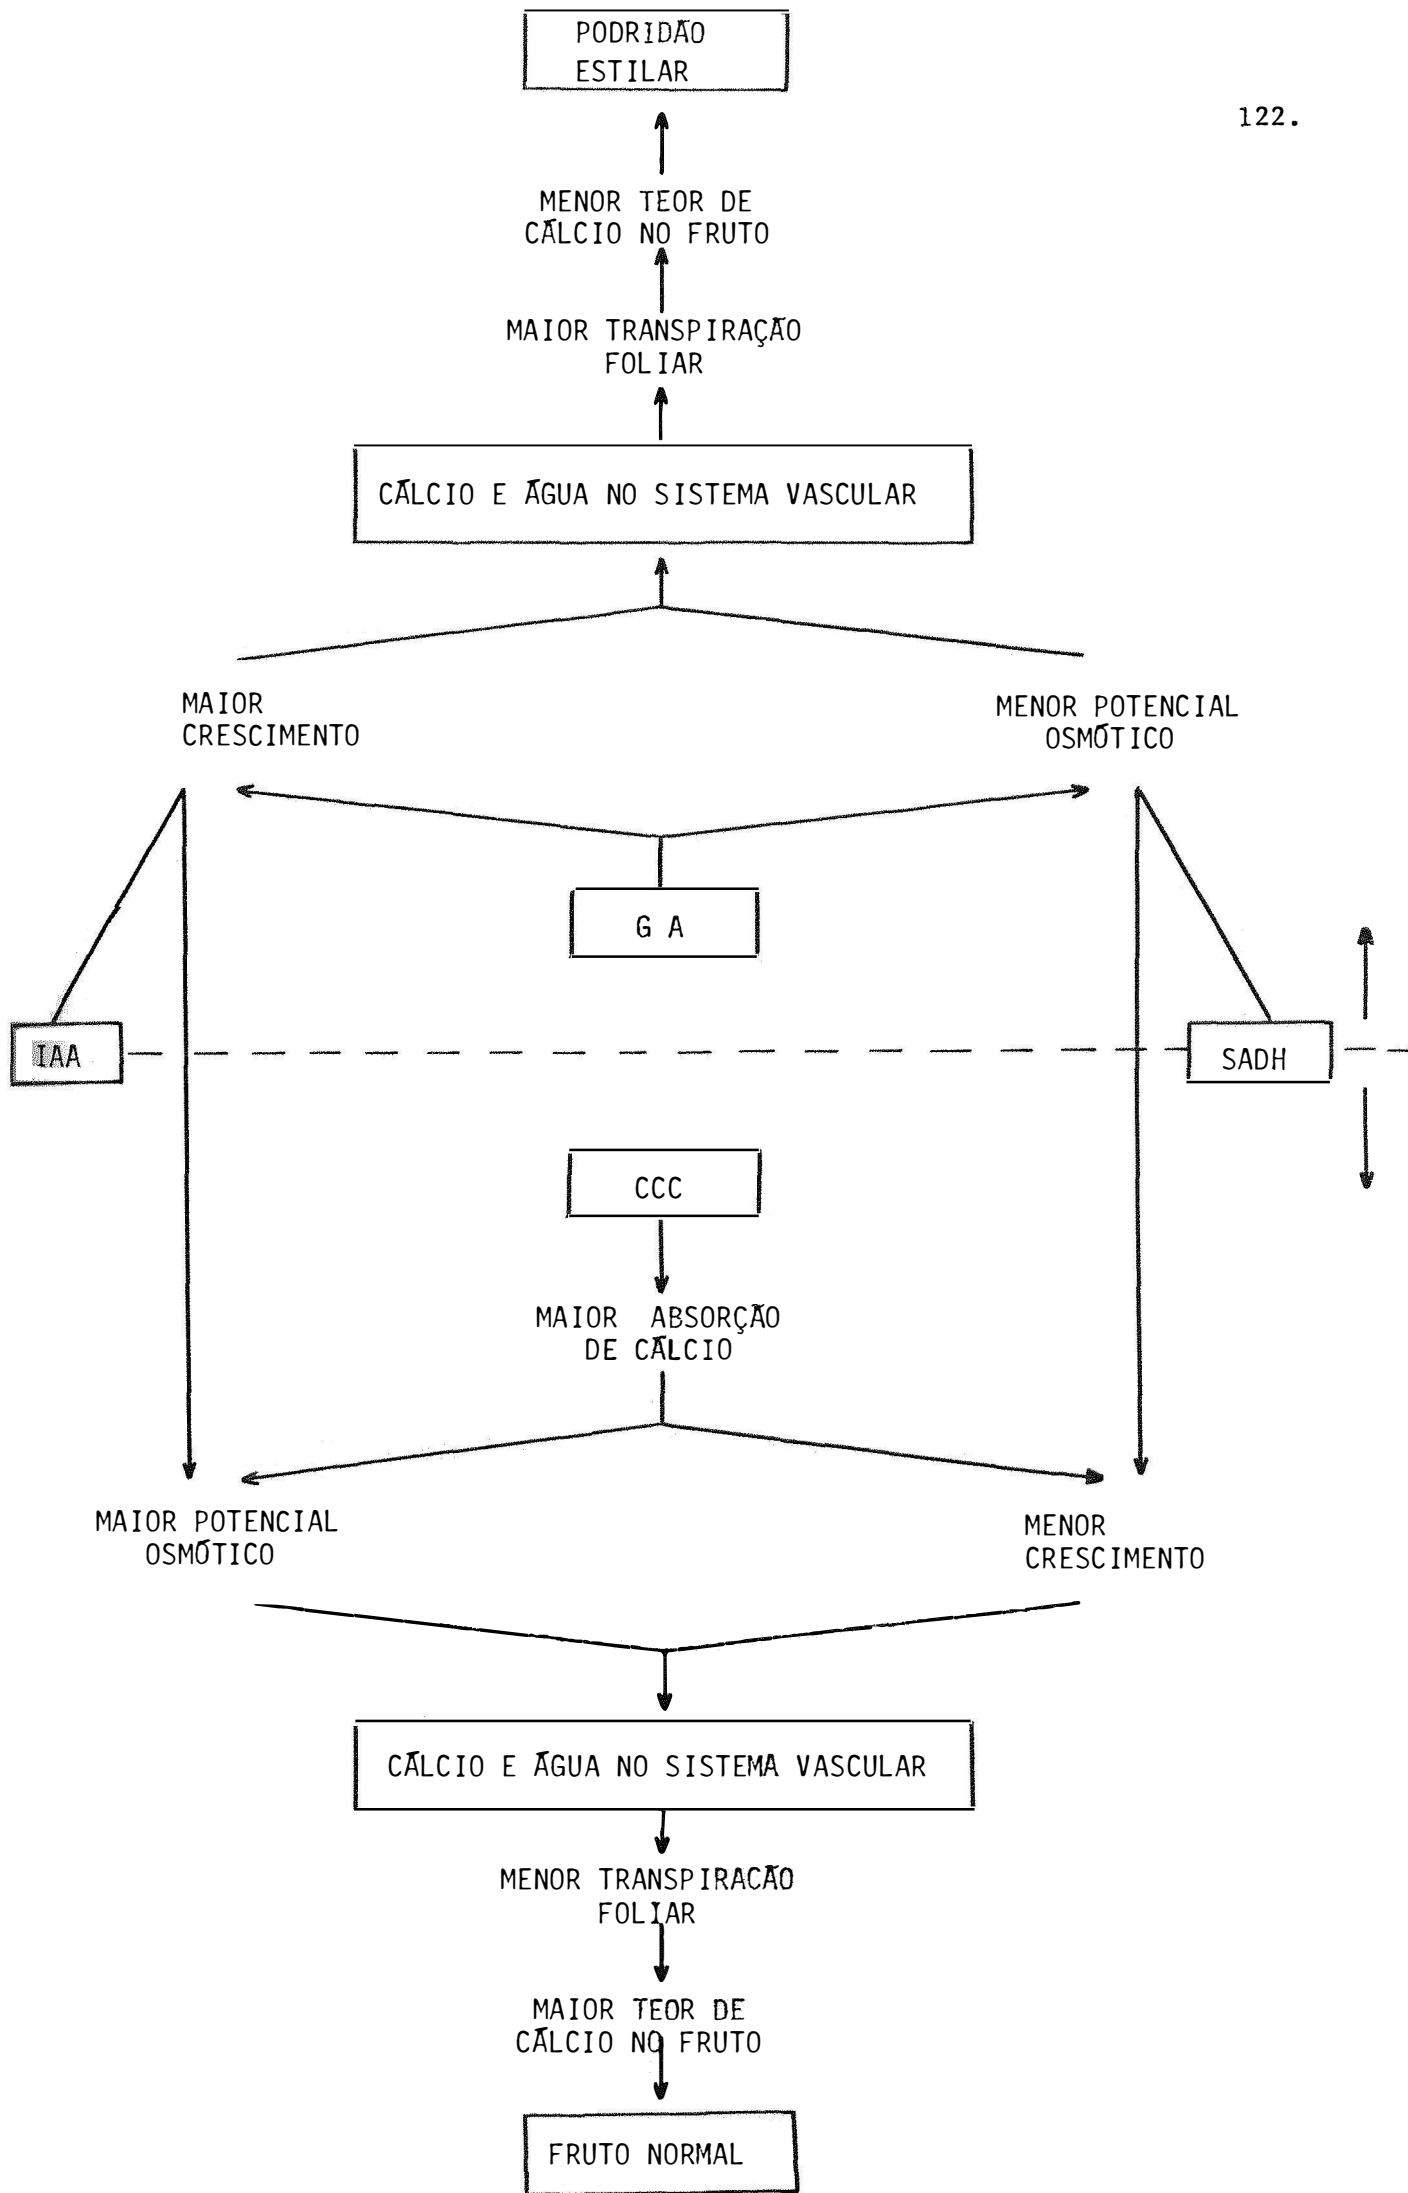 PODRIDÃO
ESTILAR
122.
MENOR TEOR DE
CÁLCIO NO FRUTO
MAIOR TRANSPIRAÇÃO
FOLIAR
CÁLCIO E ÁGUA NO SISTEMA VASCULAR
MAIOR
CRESCIMENTO
MENOR POTENCIAL
OSMÓTICO
G A
IAA
SADH
CCC
MAIOR ABSORÇÃO
DE CÁLCIO
MAIOR POTENCIAL
OSMÓTICO
MENOR
CRESCIMENTO
CÁLCIO E ÁGUA NO SISTEMA VASCULAR
MENOR TRANSPIRACÃO
FOLIAR
MAIOR TEOR DE
CÁLCIO NO FRUTO
FRUTO NORMAL